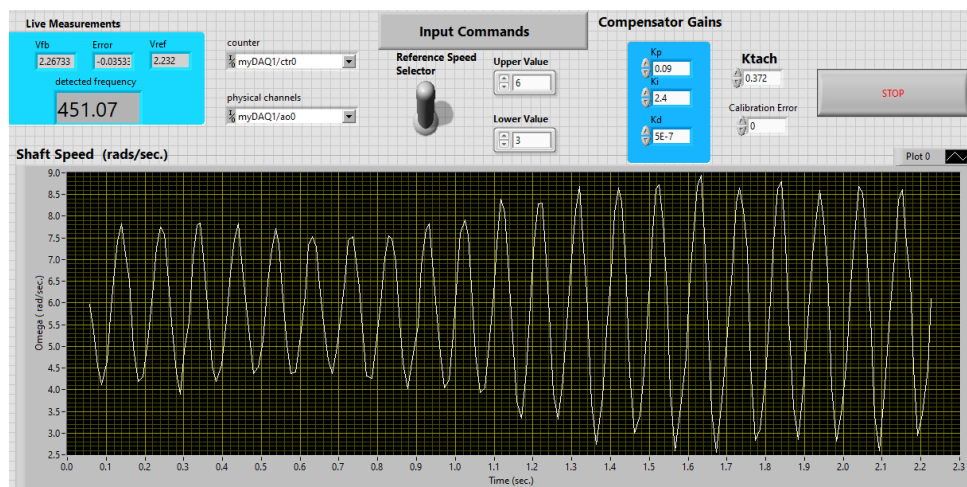 Live Measurements
Vfb Error Vref
2.26733 -0.0353 2.232
detected frequency
451.07
counter
myDAQ1/ctr0
physical channels
myDAQ1/ao0
Input Commands
Reference Speed
Selector
Upper Value
6
Lower Value
3
Compensator Gains
Kp
0.09
Ki
2.4
Kd
5E-7
Ktach
0.372
Calibration Error
0
STOP
Shaft Speed (rads/sec.)
Plot 0
Omega ( rad/sec.)
9.0
8.5
8.0
7.5
7.0
6.5
6.0
5.5
5.0
4.5
4.0
3.5
3.0
2.5
0.0 0.1 0.2 0.3 0.4 0.5 0.6 0.7 0.8 0.9 1.0 1.1 1.2 1.3 1.4 1.5 1.6 1.7 1.8 1.9 2.0 2.1 2.2 2.3
Time (sec.)